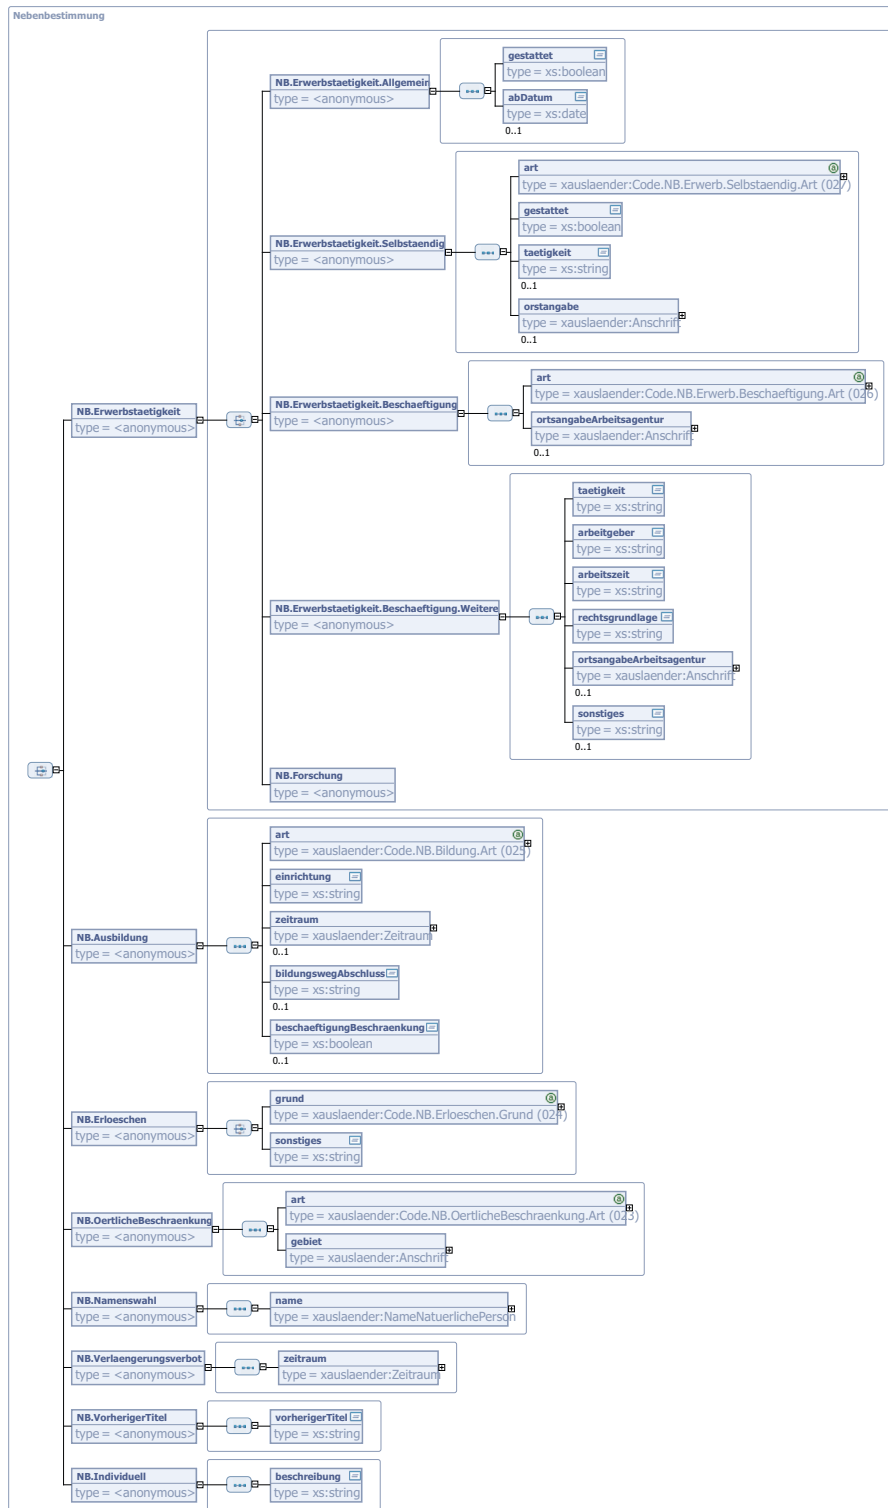 Nebenbestimmung
NB.Erwerbstaetigkeit
type = <anonymous>
NB.Erwerbstaetigkeit.Allgemein
type = <anonymous>
gestattet
type = xs:boolean
abDatum
type = xs:date
0..1
NB.Erwerbstaetigkeit.Selbstaendig
type = <anonymous>
art
type = xauslaender:Code.NB.Erwerb.Selbstaendig.Art (027)
gestattet
type = xs:boolean
taetigkeit
type = xs:string
0..1
orstangabe
type = xauslaender:Anschrift
0..1
NB.Erwerbstaetigkeit.Beschaeftigung
type = <anonymous>
art
type = xauslaender:Code.NB.Erwerb.Beschaeftigung.Art (026)
ortsangabeArbeitsagentur
type = xauslaender:Anschrift
0..1
NB.Erwerbstaetigkeit.Beschaeftigung.Weitere
type = <anonymous>
taetigkeit
type = xs:string
arbeitgeber
type = xs:string
arbeitszeit
type = xs:string
rechtsgrundlage
type = xs:string
ortsangabeArbeitsagentur
type = xauslaender:Anschrift
0..1
sonstiges
type = xs:string
0..1
NB.Forschung
type = <anonymous>
NB.Ausbildung
type = <anonymous>
art
type = xauslaender:Code.NB.Bildung.Art (025)
einrichtung
type = xs:string
zeitraum
type = xauslaender:Zeitraum
0..1
bildungswegAbschluss
type = xs:string
0..1
beschaeftigungBeschraenkung
type = xs:boolean
0..1
NB.Erloeschen
type = <anonymous>
grund
type = xauslaender:Code.NB.Erloeschen.Grund (024)
sonstiges
type = xs:string
NB.OertlicheBeschraenkung
type = <anonymous>
art
type = xauslaender:Code.NB.OertlicheBeschraenkung.Art (023)
gebiet
type = xauslaender:Anschrift
NB.Namenswahl
type = <anonymous>
name
type = xauslaender:NameNatuerlichePerson
NB.Verlaengerungsverbot
type = <anonymous>
zeitraum
type = xauslaender:Zeitraum
NB.VorherigerTitel
type = <anonymous>
vorherigerTitel
type = xs:string
NB.Individuell
type = <anonymous>
beschreibung
type = xs:string